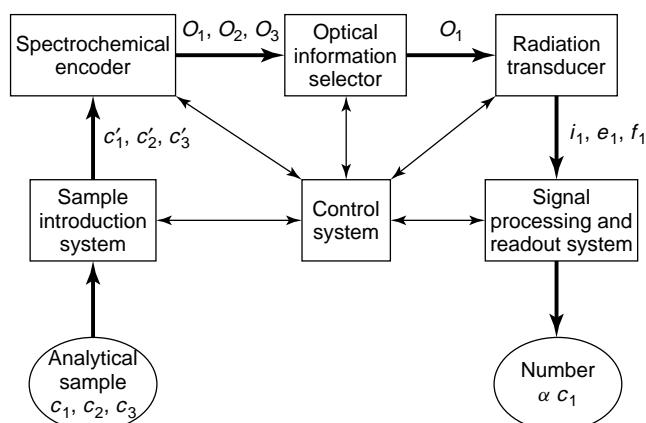 Spectrochemical
encoder
O₁, O₂, O₃
Optical
information
selector
O₁
Radiation
transducer
c′₁, c′₂, c′₃
i₁, e₁, f₁
Sample
introduction
system
Control
system
Signal
processing and
readout system
Analytical
sample
c₁, c₂, c₃
Number
α c₁